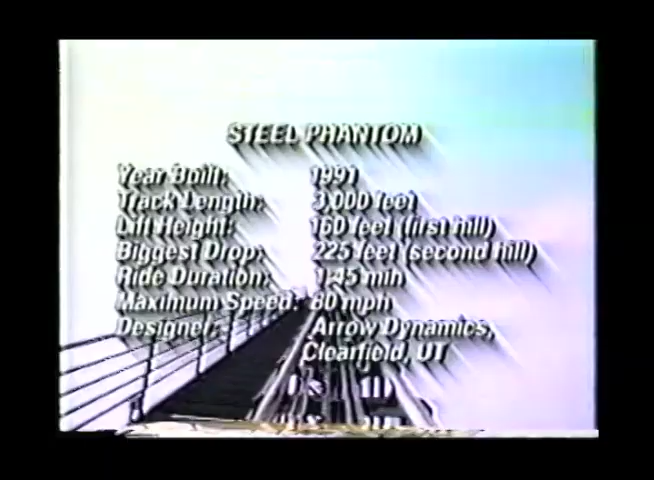 STEEL PHANTOM
Year Built: 1991
Track Length: 3,000 feet
Lift Height: 160 feet (first hill)
Biggest Drop: 225 feet (second hill)
Ride Duration: 1:45 min
Maximum Speed: 80 mph
Designer: Arrow Dynamics,
Clearfield, UT